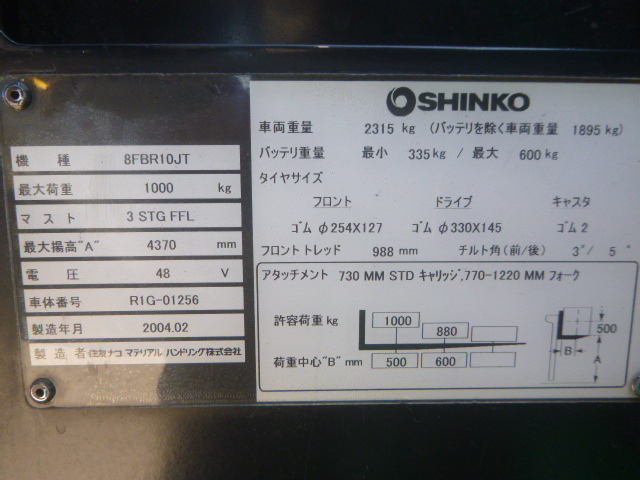 機種 8FBR10JT
最大荷重 1000 kg
マスト 3 STG FFL
最大揚高"A" 4370 mm
電圧 48 V
車体番号 R1G-01256
製造年月 2004.02
製造者 住友ナコ マテリアル ハンドリング株式会社
SHINKO
車両重量 2315 kg (バッテリを除く車両重量 1895 kg)
バッテリ重量 最小 335 kg / 最大 600 kg
タイヤサイズ
フロント ドライブ キャスタ
ゴム φ254X127 ゴム φ330X145 ゴム 2
フロントトレッド 988 mm チルト角(前/後) 3°/ 5°
アタッチメント 730 MM STD キャリッジ,770-1220 MM フォーク
許容荷重 kg 1000 880
荷重中心"B" mm 500 600
500
B
A